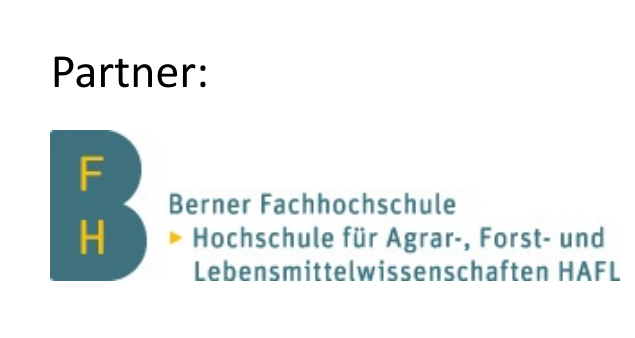 Partner:
F
H
Berner Fachhochschule
▸ Hochschule für Agrar-, Forst- und
Lebensmittelwissenschaften HAFL